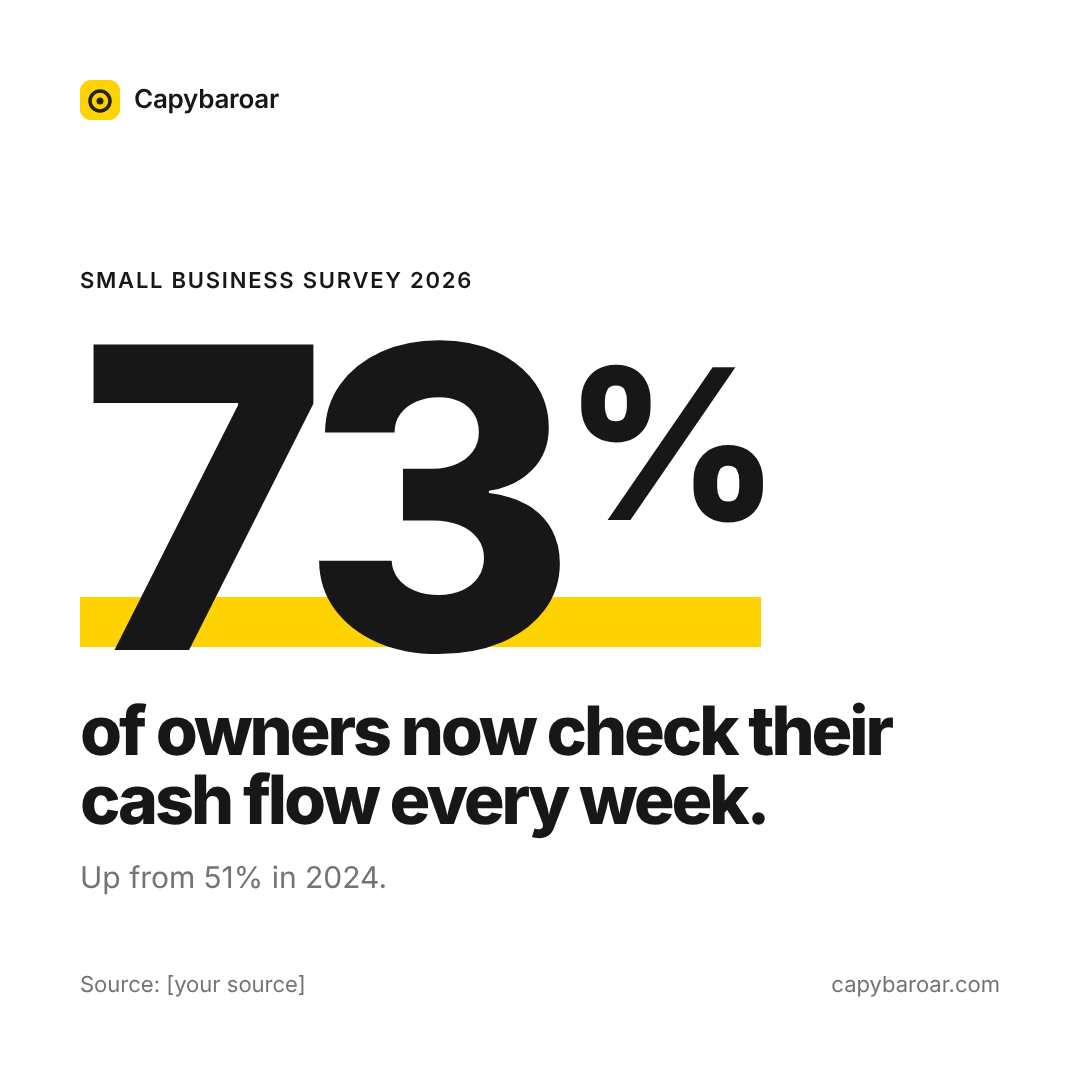 Capybaroar
SMALL BUSINESS SURVEY 2026
73%
of owners now check their
cash flow every week.
Up from 51% in 2024.
Source: [your source]
capybaroar.com